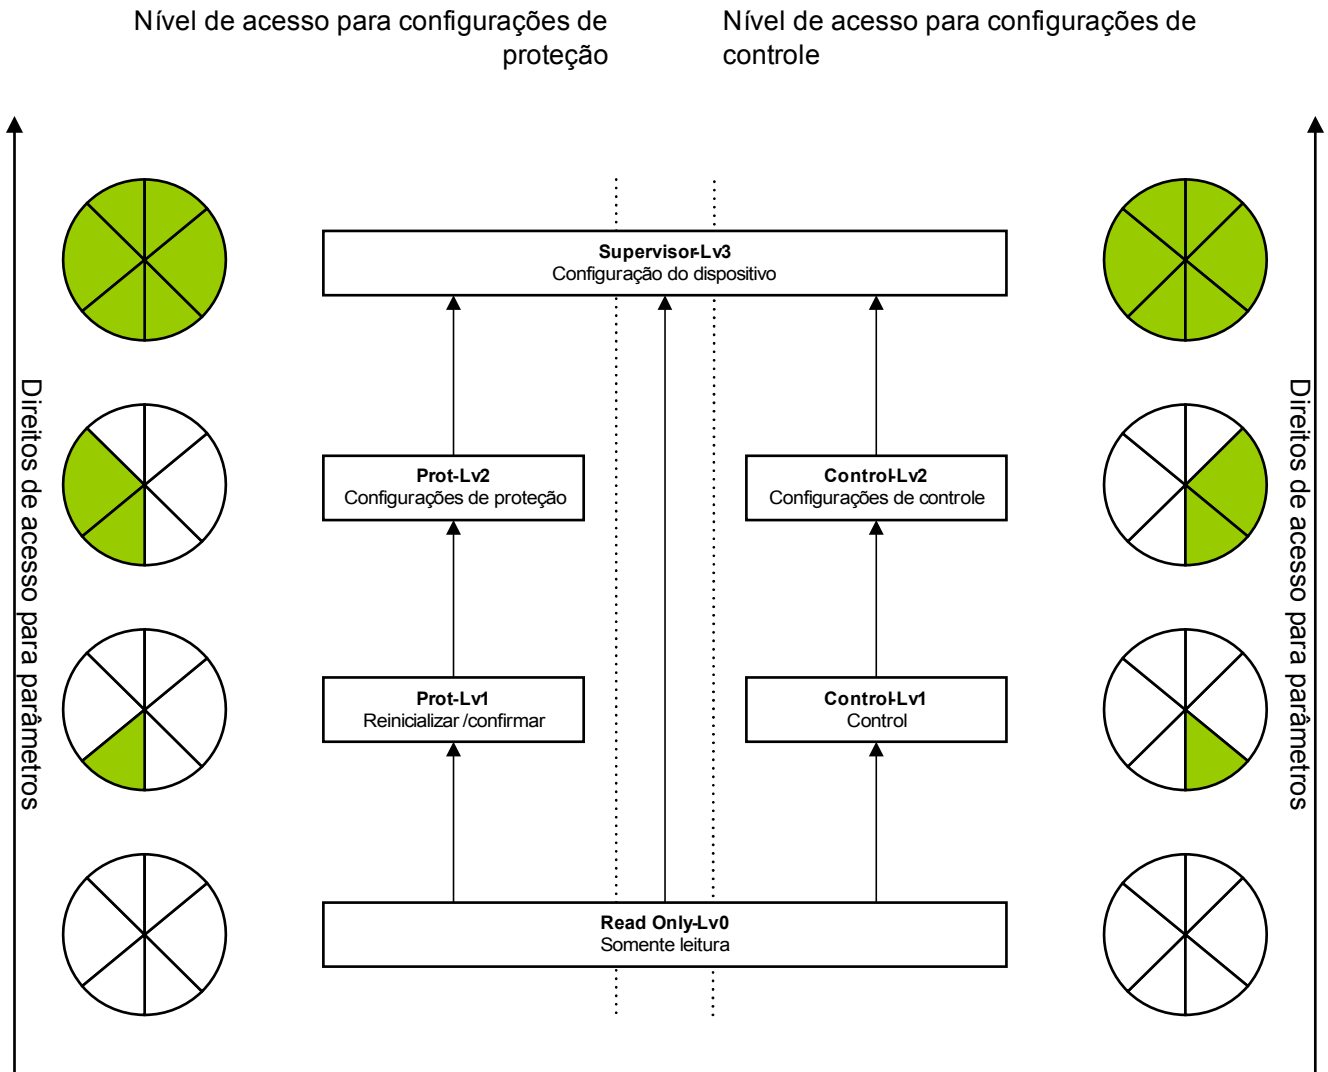 Nível de acesso para configurações de
proteção
Nível de acesso para configurações de
controle
Supervisor-Lv3
Configuração do dispositivo
Direitos de acesso para parâmetros
Direitos de acesso para parâmetros
Prot-Lv2
Configurações de proteção
Control-Lv2
Configurações de controle
Prot-Lv1
Reinicializar/confirmar
Control-Lv1
Control
Read Only-Lv0
Somente leitura